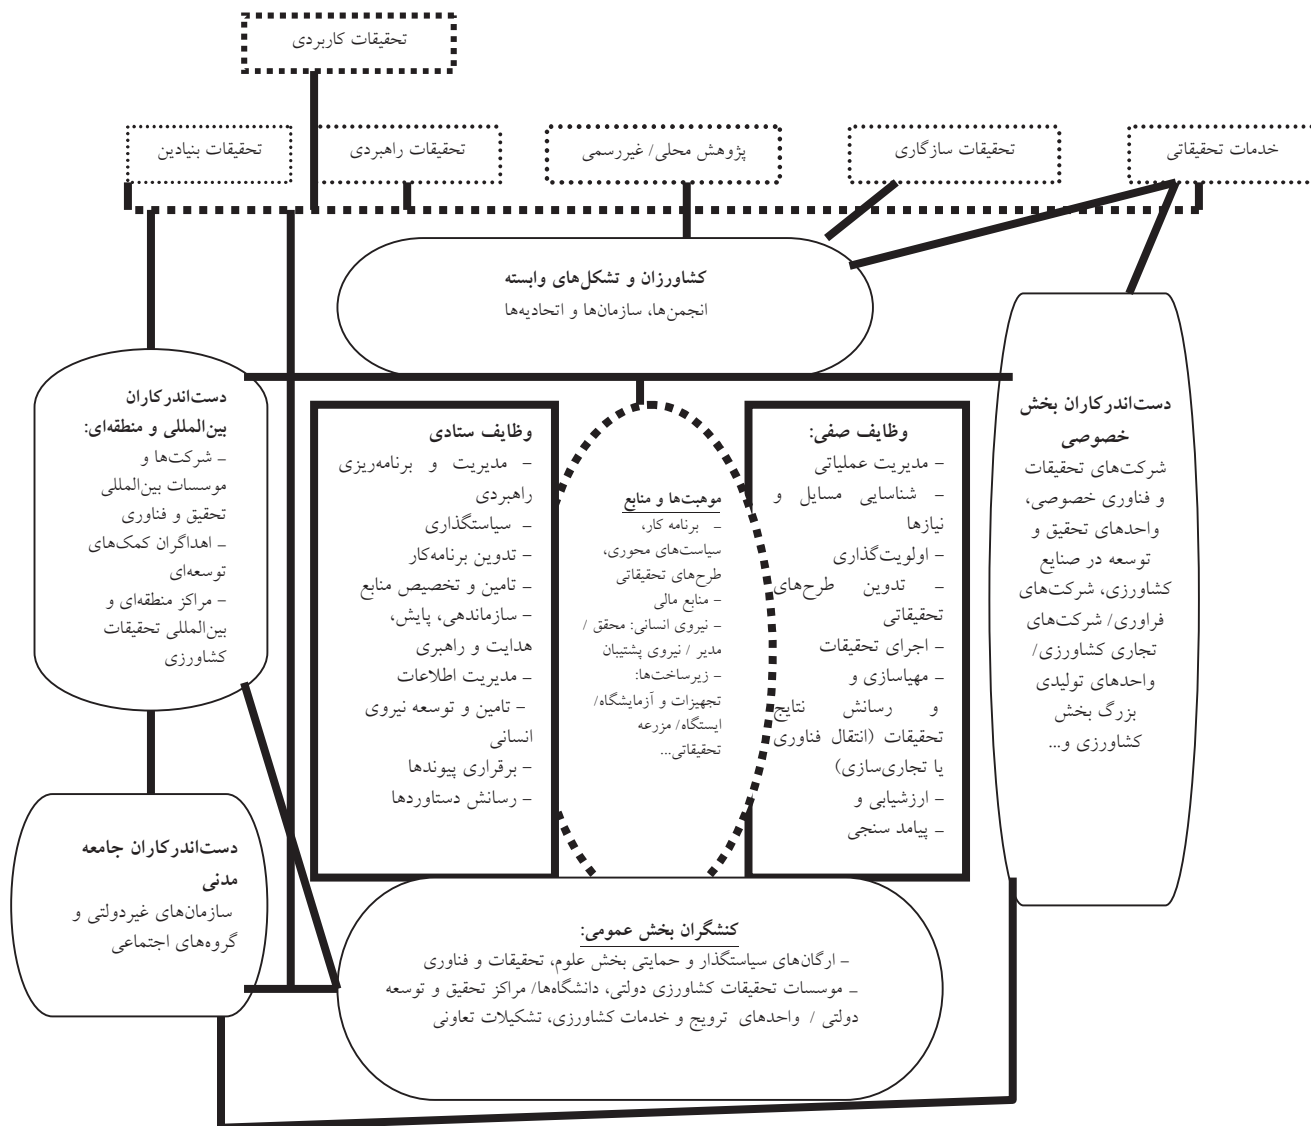 تحقیقات کاربردی
خدمات تحقیقاتی
تحقیقات سازگاری
پژوهش محلی/ غیررسمی
تحقیقات راهبردی
تحقیقات بنیادین
کشاورزان و تشکل‌های وابسته
انجمن‌ها، سازمان‌ها و اتحادیه‌ها
دست‌اندرکاران بخش
خصوصی
شرکت‌های تحقیقات
و فناوری خصوصی،
واحدهای تحقیق و
توسعه در صنایع
کشاورزی، شرکت‌های
فراوری/ شرکت‌های
تجاری کشاورزی/
واحدهای تولیدی
بزرگ بخش
کشاورزی و...
وظایف صفی:
– مدیریت عملیاتی
– شناسایی مسایل و
نیازها
– اولویت‌گذاری
– تدوین طرح‌های
تحقیقاتی
– اجرای تحقیقات
– مهیاسازی و
و رسانش نتایج
تحقیقات (انتقال فناوری
یا تجاری‌سازی)
– ارزشیابی و
– پیامد سنجی
موهبت‌ها و منابع
– برنامه کار،
سیاست‌های محوری،
طرح‌های تحقیقاتی
– منابع مالی
– نیروی انسانی: محقق /
مدیر / نیروی پشتیبان
– زیرساخت‌ها:
تجهیزات و آزمایشگاه/
ایستگاه/ مزرعه
تحقیقاتی...
وظایف ستادی
– مدیریت و برنامه‌ریزی
راهبردی
– سیاستگذاری
– تدوین برنامه‌کار
– تامین و تخصیص منابع
– سازماندهی، پایش،
هدایت و راهبری
– مدیریت اطلاعات
– تامین و توسعه نیروی
انسانی
– برقراری پیوندها
– رسانش دستاوردها
دست‌اندرکاران
بین‌المللی و منطقه‌ای:
– شرکت‌ها و
موسسات بین‌المللی
تحقیق و فناوری
– اهداگران کمک‌های
توسعه‌ای
– مراکز منطقه‌ای و
بین‌المللی تحقیقات
کشاورزی
دست‌اندرکاران جامعه
مدنی
سازمان‌های غیردولتی و
گروه‌های اجتماعی
کنشگران بخش عمومی:
– ارگان‌های سیاستگذار و حمایتی بخش علوم، تحقیقات و فناوری
– موسسات تحقیقات کشاورزی دولتی، دانشگاه‌ها/ مراکز تحقیق و توسعه
دولتی / واحدهای ترویج و خدمات کشاورزی، تشکیلات تعاونی